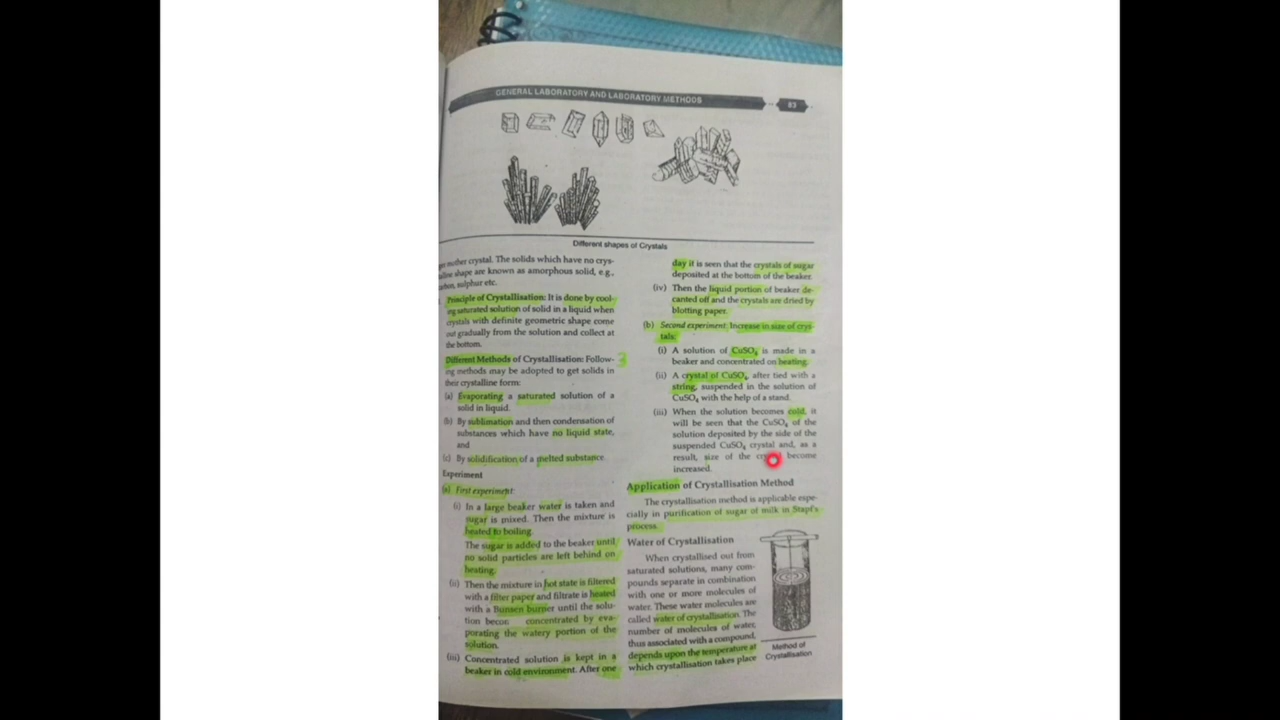 GENERAL LABORATORY AND LABORATORY METHODS
83
Different shapes of Crystals
mother crystal. The solids which have no crys-
shape are known as amorphous solid, e.g.,
sulphur etc.
Principle of Crystallisation: It is done by cool-
ing saturated solution of solid in a liquid when
crystals with definite geometric shape come
out gradually from the solution and collect at
the bottom.
Different Methods of Crystallisation: Follow- 3
ing methods may be adopted to get solids in
their crystalline form:
(a) Evaporating a saturated solution of a
solid in liquid.
(b) By sublimation and then condensation of
substances which have no liquid state,
and
(c) By solidification of a melted substance.
Experiment
(a) First experiment:
(i) In a large beaker water is taken and
sugar is mixed. Then the mixture is
heated to boiling.
The sugar is added to the beaker until
no solid particles are left behind on
heating.
(ii) Then the mixture in hot state is filtered
with a filter paper and filtrate is heated
with a Bunsen burner until the solu-
tion becom concentrated by eva-
porating the watery portion of the
solution.
(iii) Concentrated solution is kept in a
beaker in cold environment. After one
day it is seen that the crystals of sugar
deposited at the bottom of the beaker.
(iv) Then the liquid portion of beaker de-
canted off and the crystals are dried by
blotting paper.
(b) Second experiment: Increase in size of crys-
tals:
(i) A solution of CuSO₄ is made in a
beaker and concentrated on heating.
(ii) A crystal of CuSO₄, after tied with a
string, suspended in the solution of
CuSO₄ with the help of a stand.
(iii) When the solution becomes cold, it
will be seen that the CuSO₄ of the
solution deposited by the side of the
suspended CuSO₄ crystal and, as a
result, size of the become
increased.
Application of Crystallisation Method
The crystallisation method is applicable espe-
cially in purification of sugar of milk in Stapf's
process.
Water of Crystallisation
When crystallised out from
saturated solutions, many com-
pounds separate in combination
with one or more molecules of
water. These water molecules are
called water of crystallisation. The
number of molecules of water,
thus associated with a compound,
depends upon the temperature at
which crystallisation takes place
Method of
Crystallisation